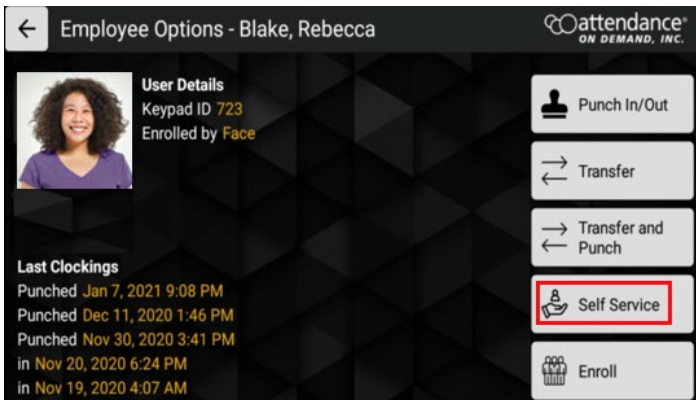 Employee Options - Blake, Rebecca
attendance®
ON DEMAND, INC.
User Details
Keypad ID 723
Enrolled by Face
Last Clockings
Punched Jan 7, 2021 9:08 PM
Punched Dec 11, 2020 1:46 PM
Punched Nov 30, 2020 3:41 PM
in Nov 20, 2020 6:24 PM
in Nov 19, 2020 4:07 AM
Punch In/Out
Transfer
Transfer and
Punch
Self Service
Enroll